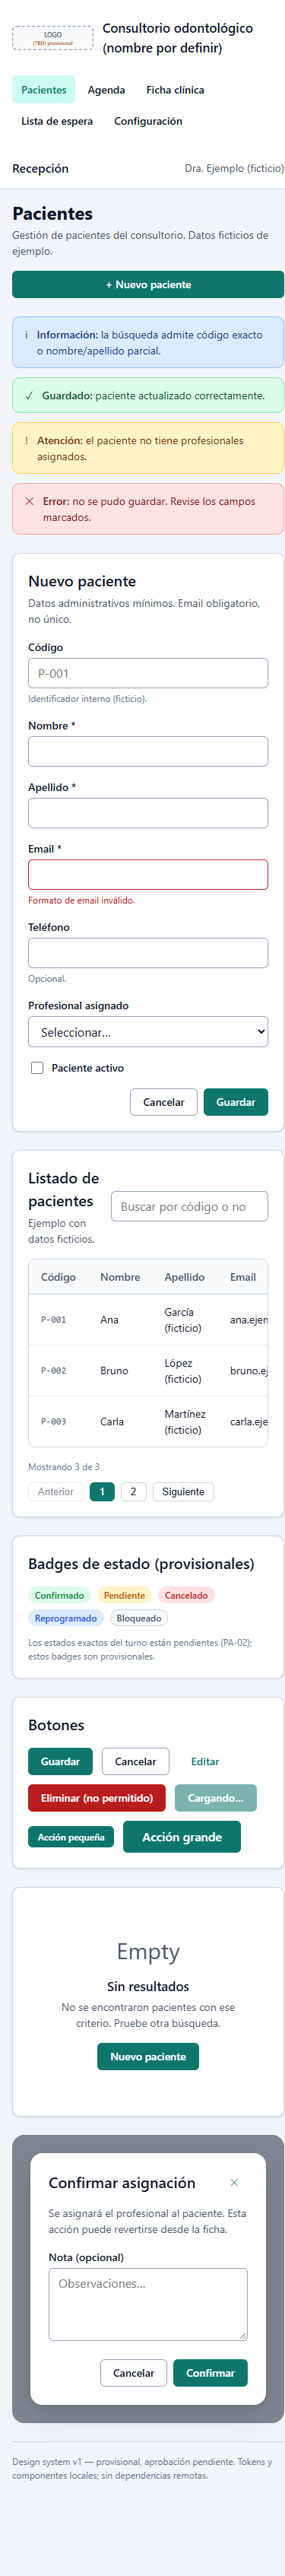 LOGO
(TBD) provisional
Consultorio odontológico
(nombre por definir)
Pacientes
Agenda
Ficha clínica
Lista de espera
Configuración
Recepción
Dra. Ejemplo (ficticio)
Pacientes
Gestión de pacientes del consultorio. Datos ficticios de
ejemplo.
+ Nuevo paciente
i Información: la búsqueda admite código exacto
o nombre/apellido parcial.
✓ Guardado: paciente actualizado correctamente.
! Atención: el paciente no tiene profesionales
asignados.
✕ Error: no se pudo guardar. Revise los campos
marcados.
Nuevo paciente
Datos administrativos mínimos. Email obligatorio,
no único.
Código
P-001
Identificador interno (ficticio).
Nombre *
Apellido *
Email *
Formato de email inválido.
Teléfono
Opcional.
Profesional asignado
Seleccionar...
Paciente activo
Cancelar
Guardar
Listado de
pacientes
Ejemplo con
datos ficticios.
Buscar por código o no
Código Nombre Apellido Email
P-001 Ana García
(ficticio) ana.ejen
P-002 Bruno López
(ficticio) bruno.ej
P-003 Carla Martínez
(ficticio) carla.eje
Mostrando 3 de 3
Anterior 1 2 Siguiente
Badges de estado (provisionales)
Confirmado Pendiente Cancelado
Reprogramado Bloqueado
Los estados exactos del turno están pendientes (PA-02);
estos badges son provisionales.
Botones
Guardar Cancelar Editar
Eliminar (no permitido) Cargando...
Acción pequeña Acción grande
Empty
Sin resultados
No se encontraron pacientes con ese
criterio. Pruebe otra búsqueda.
Nuevo paciente
Confirmar asignación ×
Se asignará el profesional al paciente. Esta
acción puede revertirse desde la ficha.
Nota (opcional)
Observaciones...
Cancelar Confirmar
Design system v1 — provisional, aprobación pendiente. Tokens y
componentes locales; sin dependencias remotas.